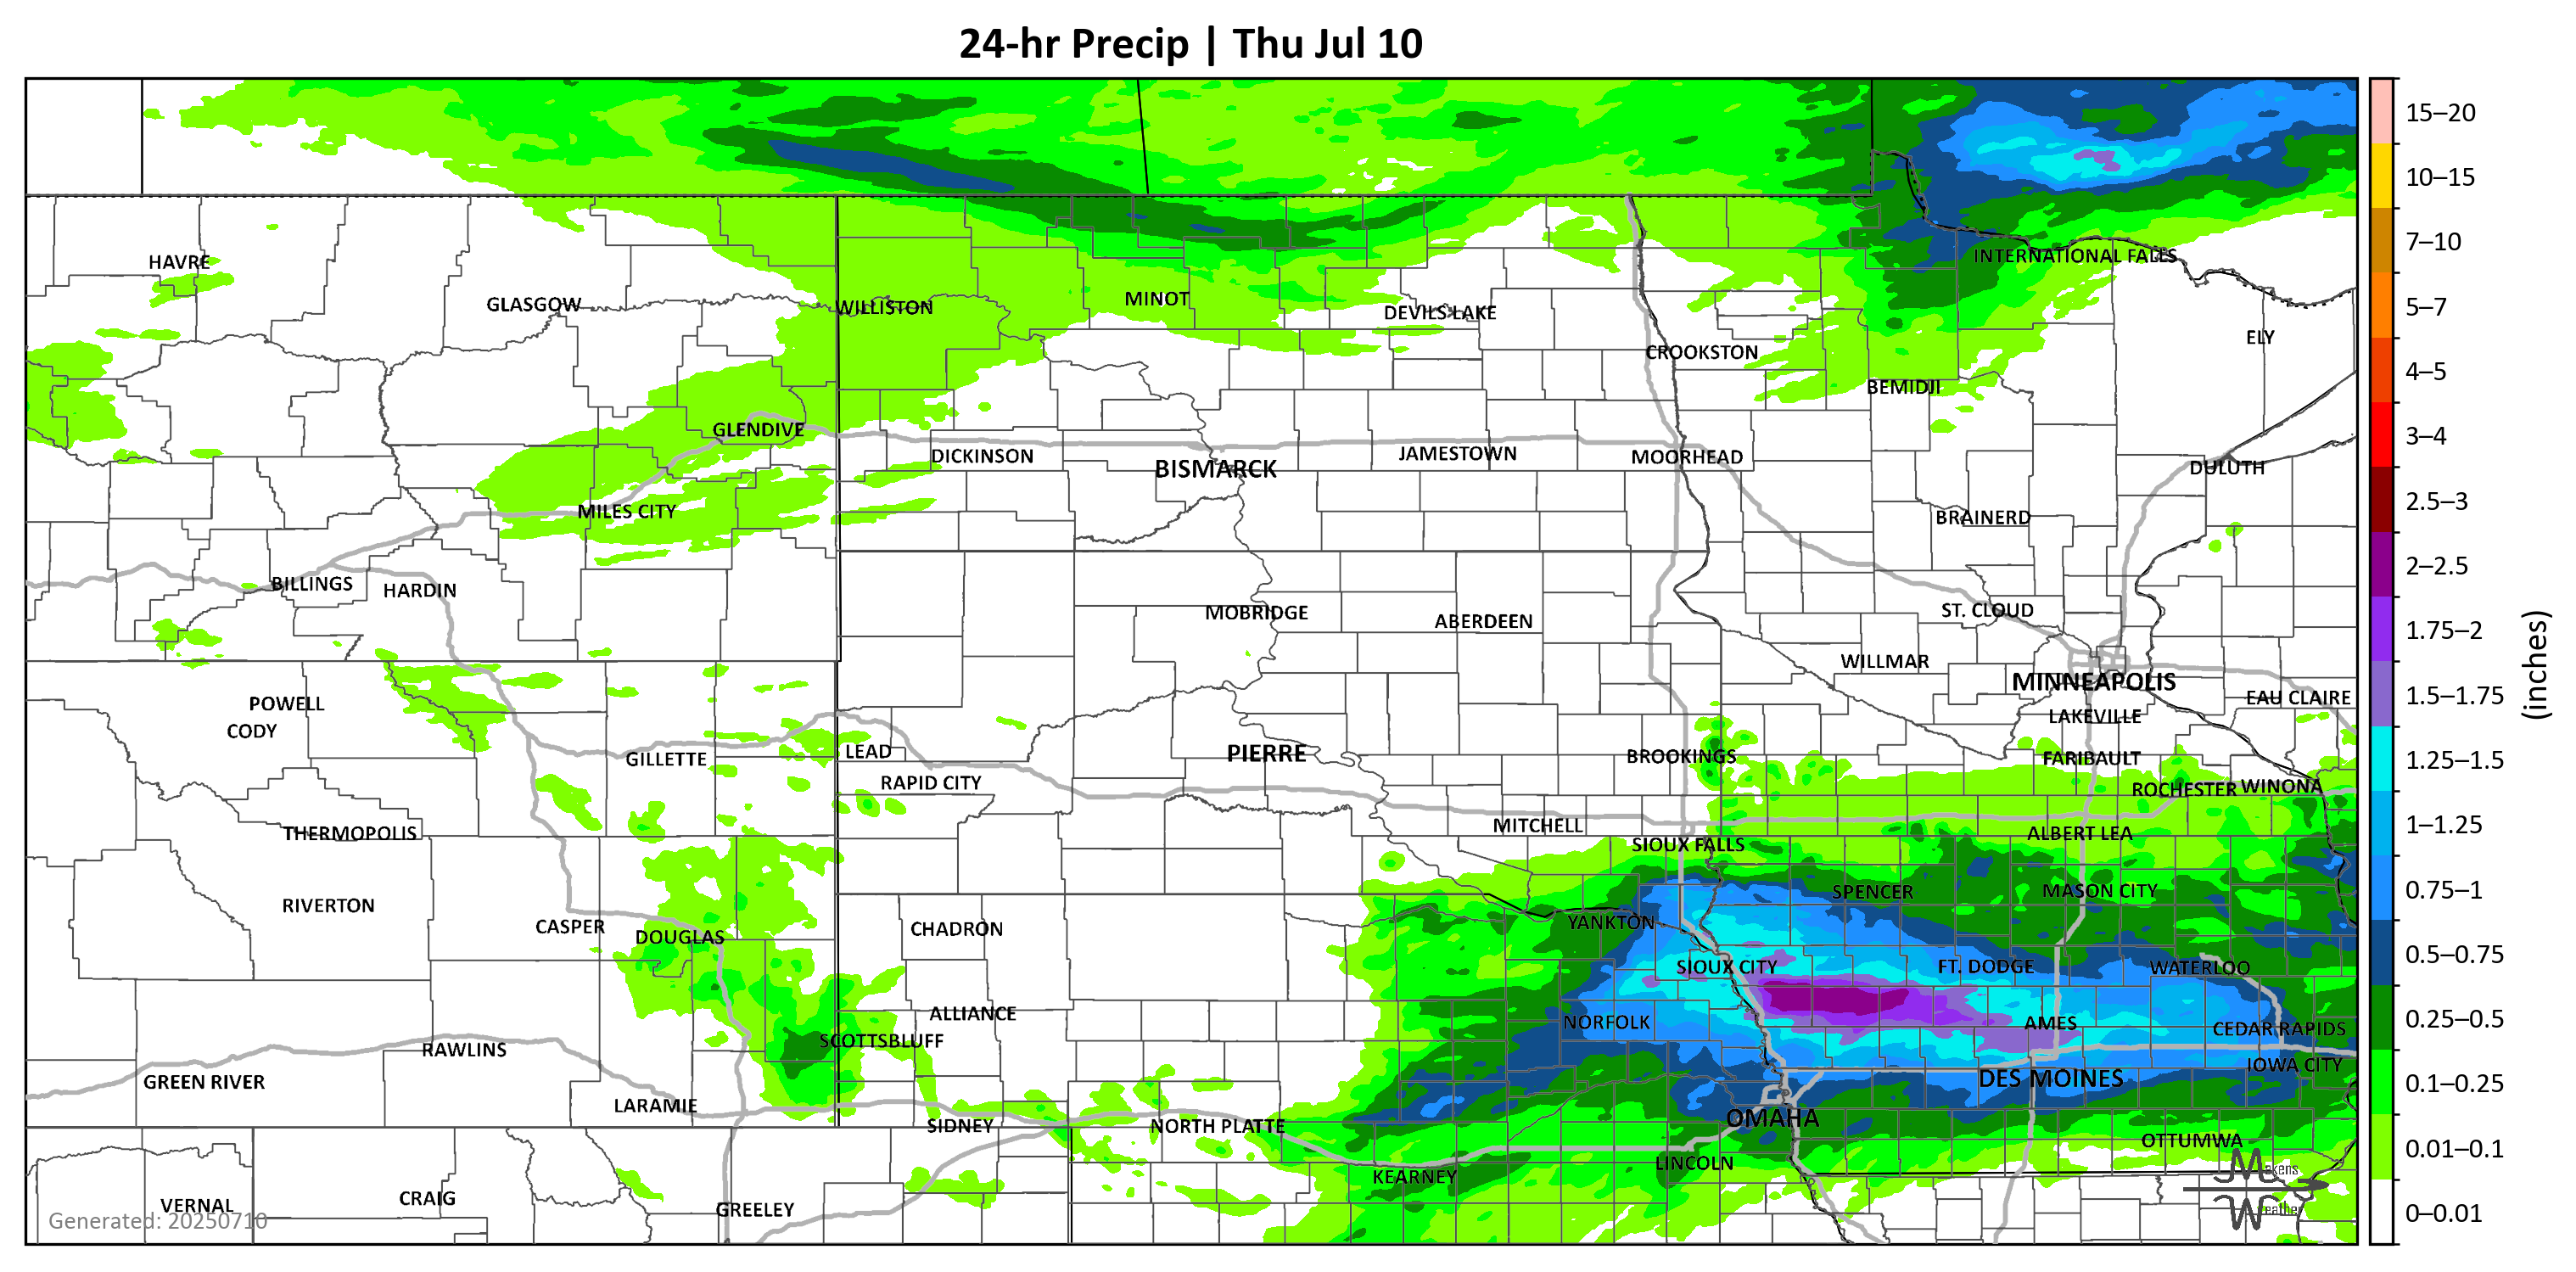 24-hr Precip | Thu Jul 10
15–20
10–15
7–10
5–7
4–5
3–4
2.5–3
2–2.5
1.75–2
1.5–1.75
1.25–1.5
1–1.25
0.75–1
0.5–0.75
0.25–0.5
0.1–0.25
0.01–0.1
0–0.01
(inches)
HAVRE
INTERNATIONAL FALLS
GLASGOW
WILLISTON
MINOT
DEVILS LAKE
ELY
CROOKSTON
BEMIDJI
GLENDIVE
DICKINSON
BISMARCK
JAMESTOWN
MOORHEAD
DULUTH
MILES CITY
BRAINERD
BILLINGS
HARDIN
MOBRIDGE
ABERDEEN
ST. CLOUD
WILLMAR
MINNEAPOLIS
EAU CLAIRE
POWELL
CODY
LAKEVILLE
GILLETTE
LEAD
PIERRE
BROOKINGS
FARIBAULT
RAPID CITY
ROCHESTER
WINONA
THERMOPOLIS
MITCHELL
SIOUX FALLS
ALBERT LEA
RIVERTON
SPENCER
MASON CITY
CASPER
DOUGLAS
CHADRON
YANKTON
SIOUX CITY
FT. DODGE
WATERLOO
ALLIANCE
NORFOLK
AMES
CEDAR RAPIDS
RAWLINS
SCOTTSBLUFF
IOWA CITY
GREEN RIVER
DES MOINES
LARAMIE
SIDNEY
NORTH PLATTE
OMAHA
OTTUMWA
LINCOLN
KEARNEY
VERNAL
CRAIG
GREELEY
Generated: 20250710
Makens
Weather